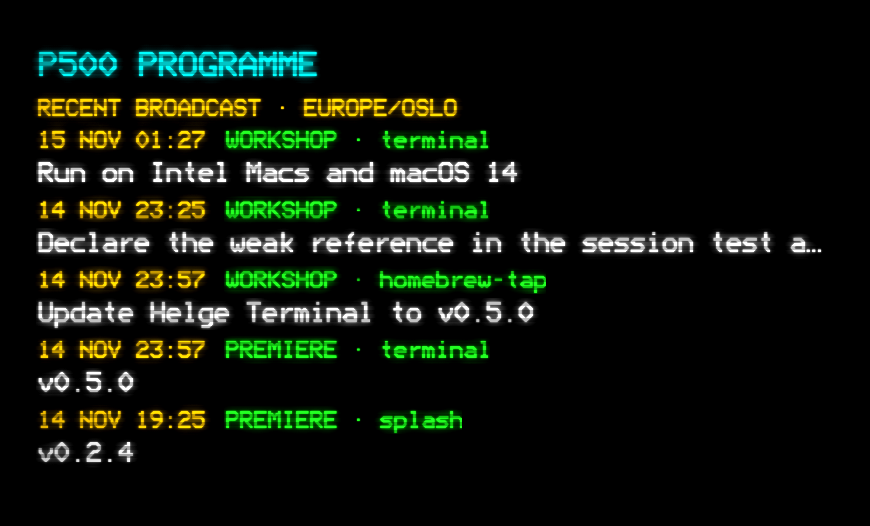 P500 PROGRAMME
RECENT BROADCAST · EUROPE/OSLO
15 NOV 01:27 WORKSHOP · terminal
Run on Intel Macs and macOS 14
14 NOV 23:25 WORKSHOP · terminal
Declare the weak reference in the session test a…
14 NOV 23:57 WORKSHOP · homebrew-tap
Update Helge Terminal to v0.5.0
14 NOV 23:57 PREMIERE · terminal
v0.5.0
14 NOV 19:25 PREMIERE · splash
v0.2.4